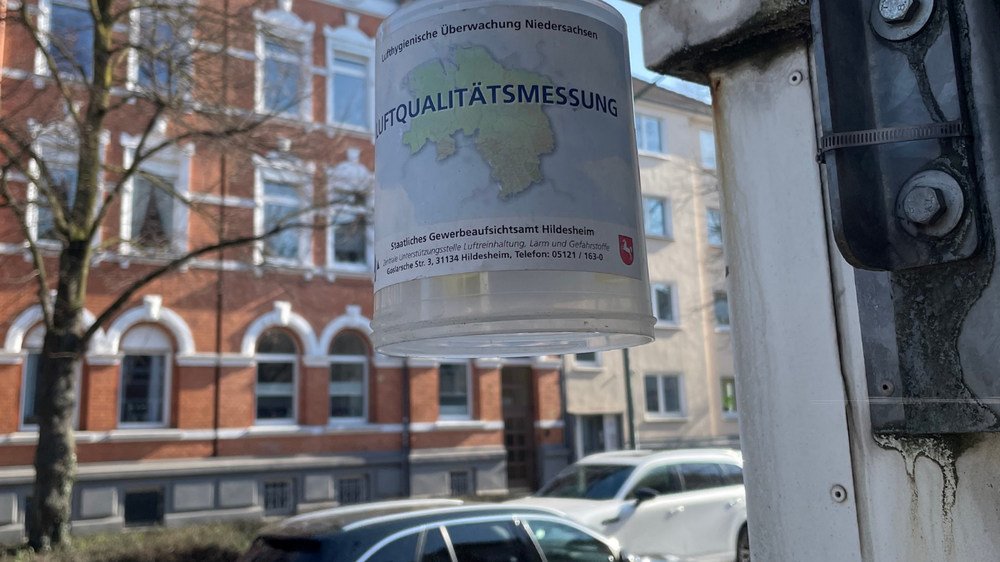 Lufthygienische Überwachung Niedersachsen
LUFTQUALITÄTSMESSUNG
Staatliches Gewerbeaufsichtsamt Hildesheim
Zentrale Unterstützungsstelle Luftreinhaltung, Lärm und Gefahrstoffe
Goslarsche Str. 3, 31134 Hildesheim, Telefon: 05121 / 163-0